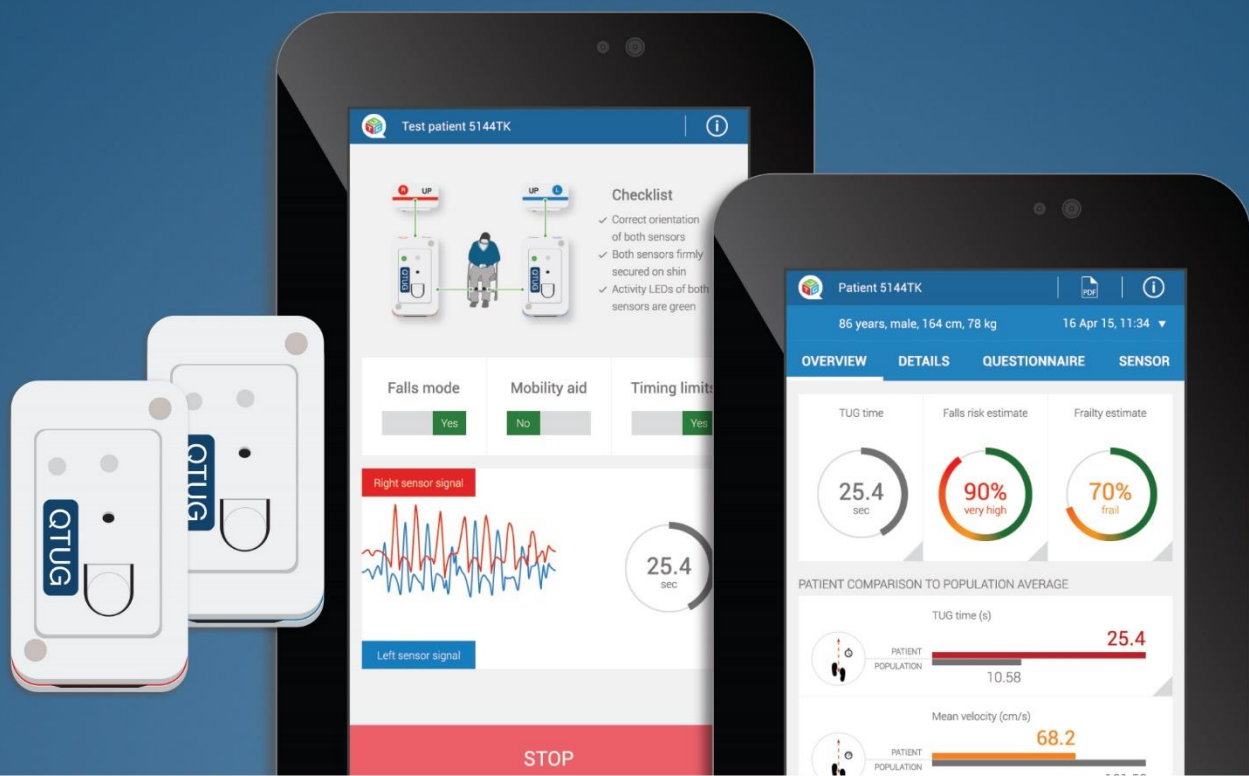 QTUG
QTUG
Test patient 5144TK
R UP
UP L
QTUG
QTUG
Checklist
✓ Correct orientation
of both sensors
✓ Both sensors firmly
secured on shin
✓ Activity LEDs of both
sensors are green
Falls mode
Mobility aid
Yes
No
Yes
Right sensor signal
25.4
sec
Left sensor signal
STOP
Patient 5144TK
PDF
86 years, male, 164 cm, 78 kg
16 Apr 15, 11:34
OVERVIEW DETAILS QUESTIONNAIRE SENSOR
TUG time
Falls risk estimate
Frailty estimate
25.4
sec
90%
very high
70%
frail
PATIENT COMPARISON TO POPULATION AVERAGE
TUG time (s)
25.4
PATIENT
POPULATION
10.58
Mean velocity (cm/s)
68.2
PATIENT
POPULATION